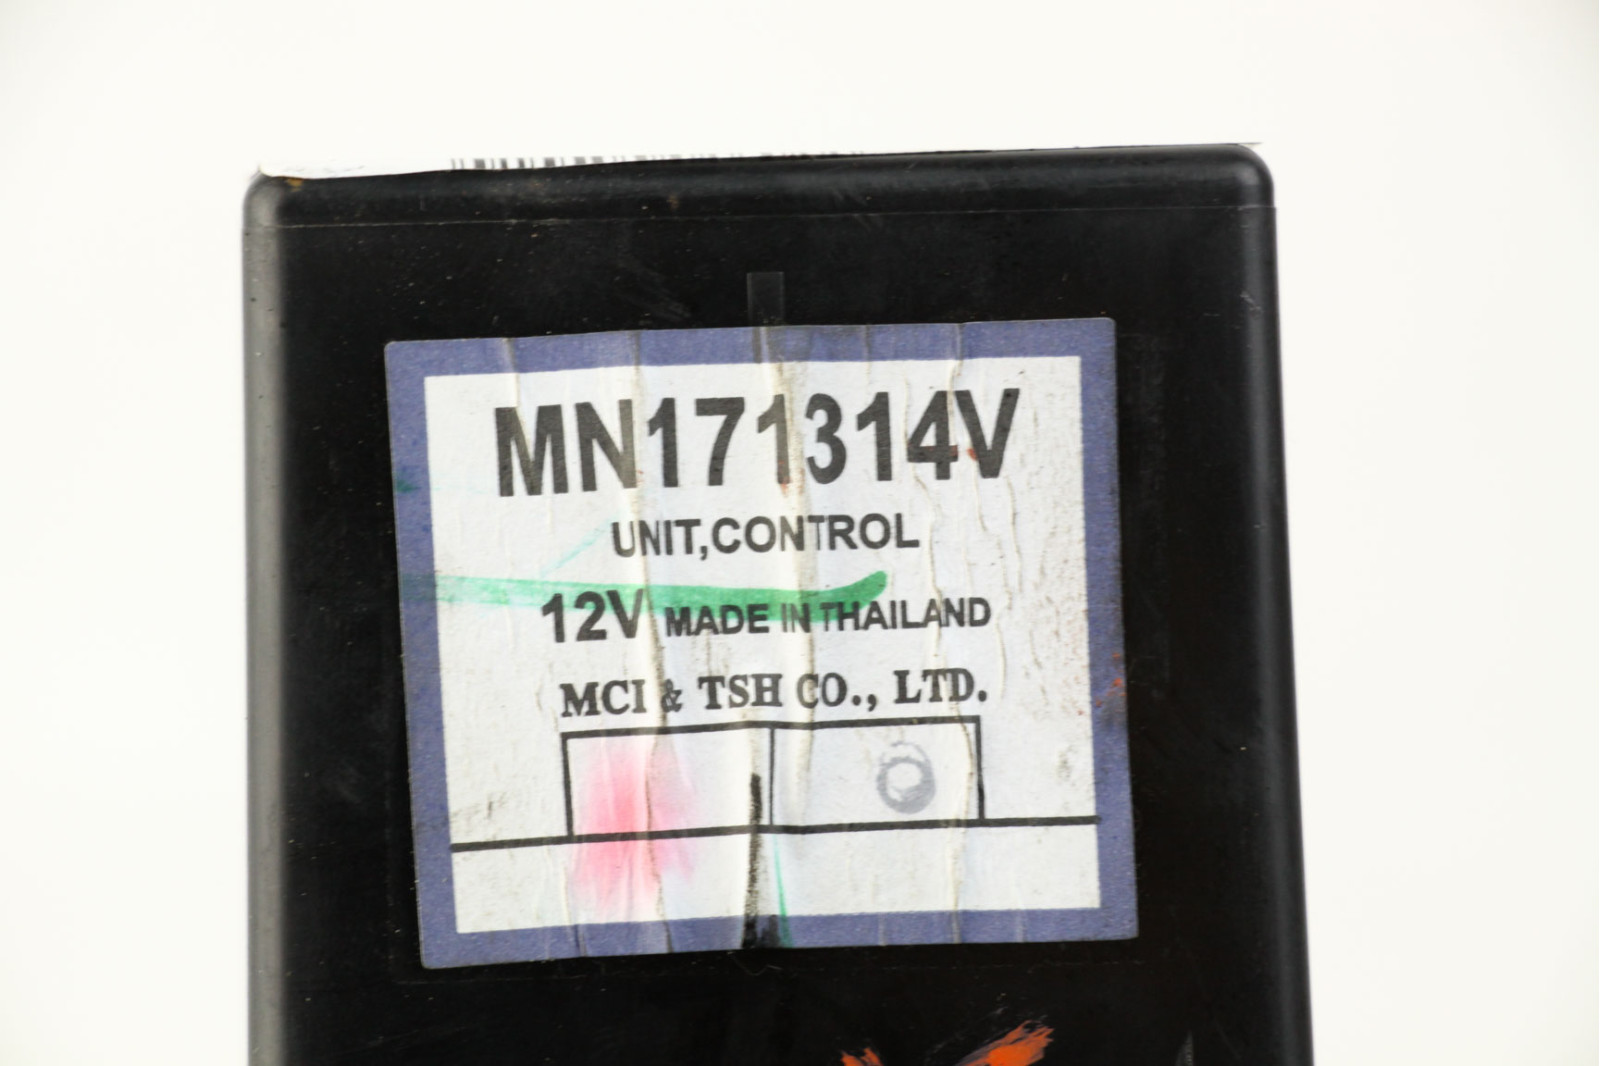 MN171314V
UNIT,CONTROL
12V MADE IN THAILAND
MCI & TSH CO., LTD.